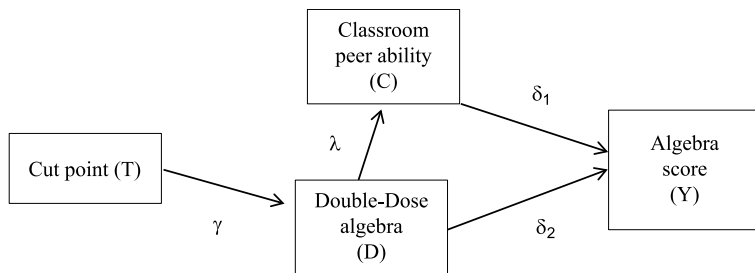 Classroom
peer ability
(C)
δ1
Algebra
score
(Y)
λ
Cut point (T)
Double-Dose
algebra
(D)
γ
δ2